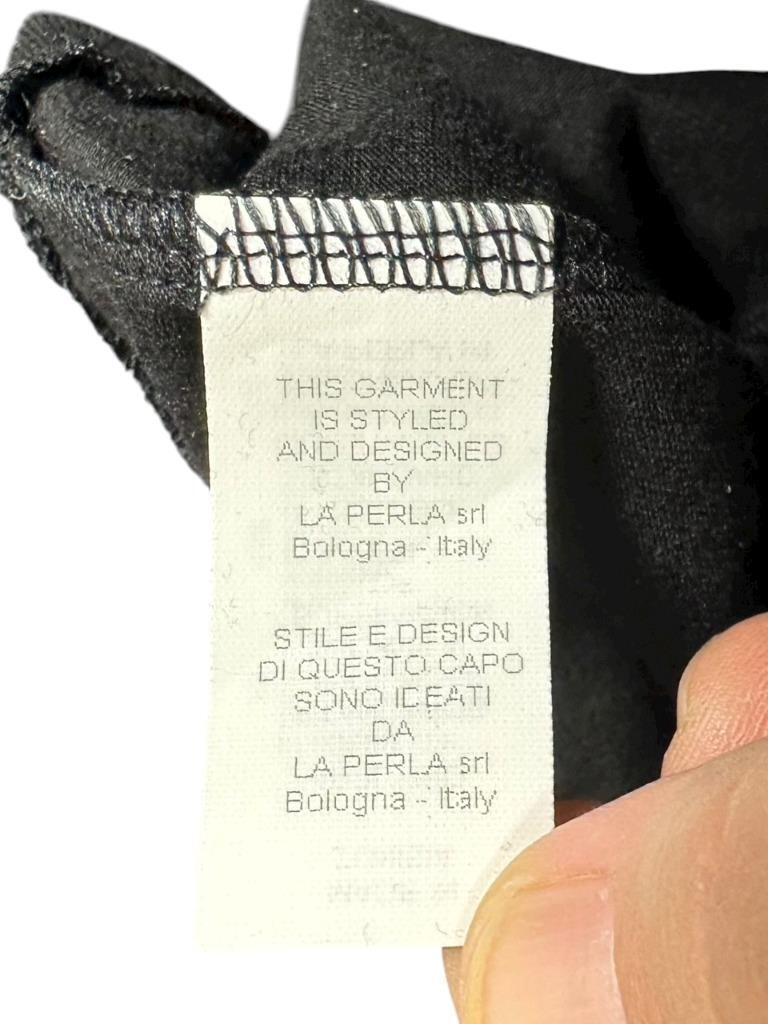 THIS GARMENT
IS STYLED
AND DESIGNED
BY
LA PERLA srl
Bologna - Italy
STILE E DESIGN
DI QUESTO CAPO
SONO IDEATI
DA
LA PERLA srl
Bologna - Italy